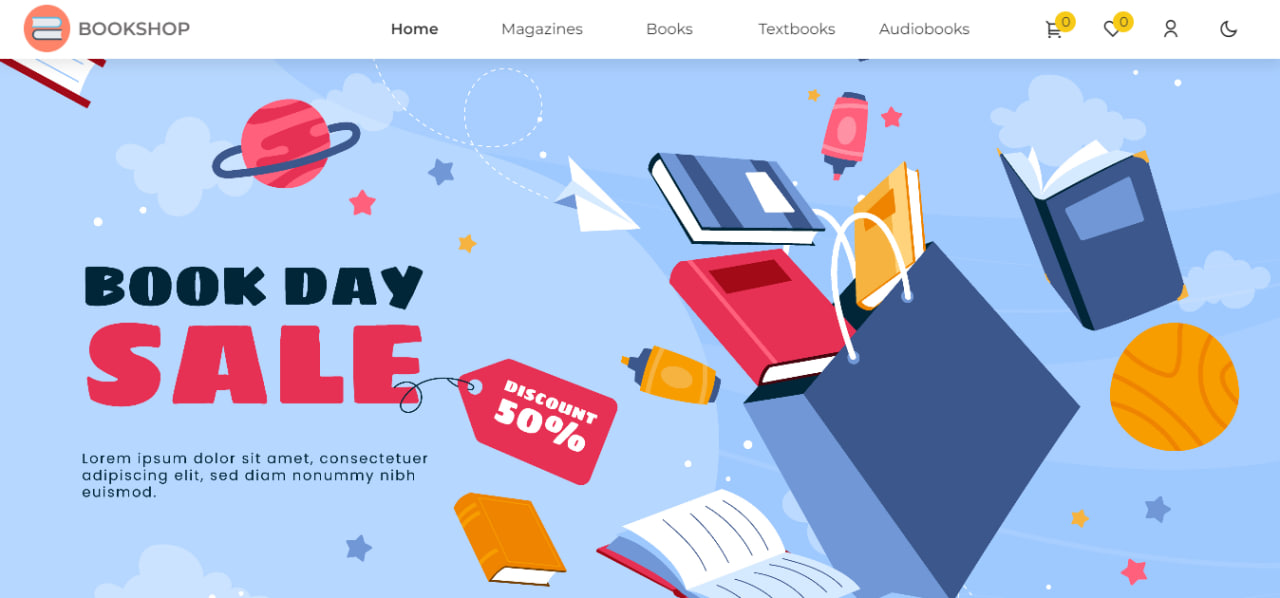 BOOKSHOP
Home
Magazines
Books
Textbooks
Audiobooks
0
0
BOOK DAY
SALE
DISCOUNT
50%
Lorem ipsum dolor sit amet, consectetuer
adipiscing elit, sed diam nonummy nibh
euismod.